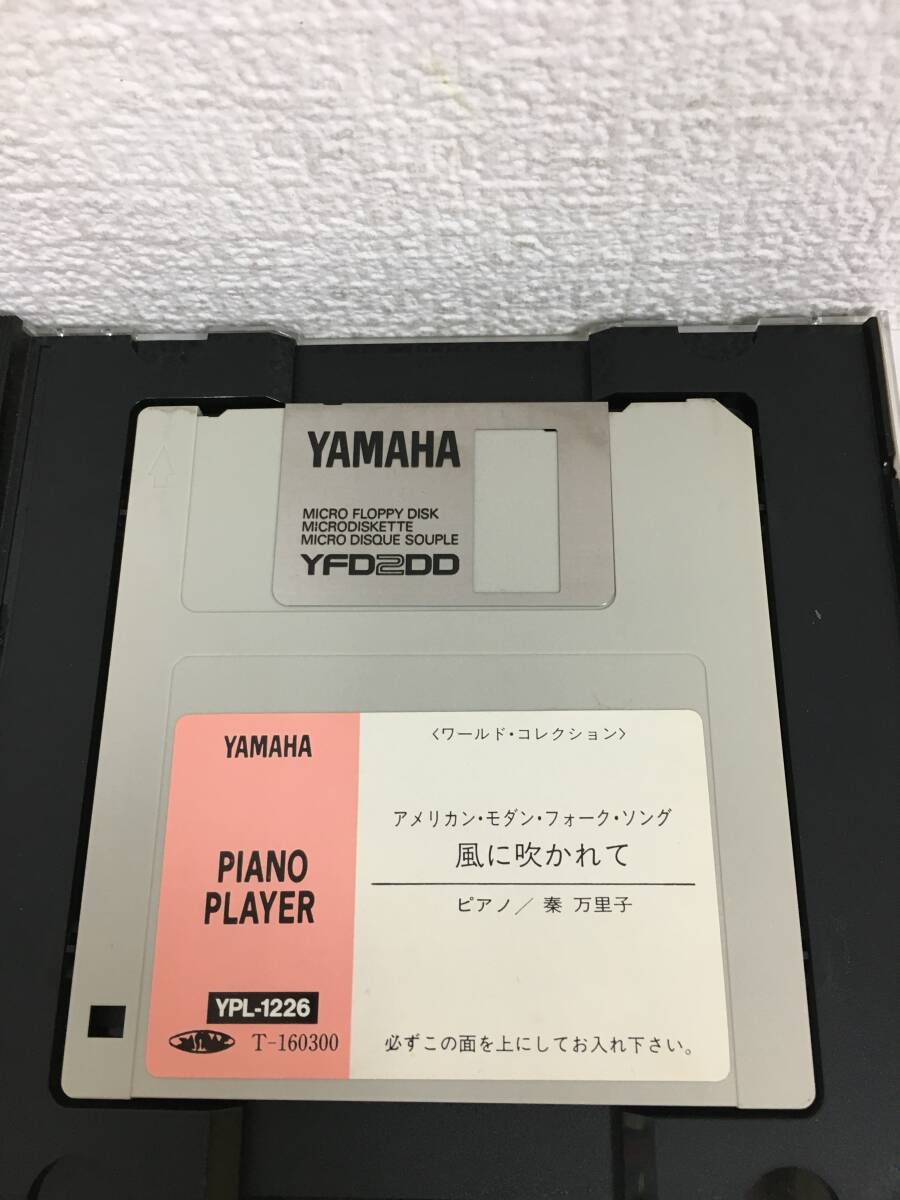 YAMAHA
MICRO FLOPPY DISK
MICRODISKETTE
MICRO DISQUE SOUPLE
YFD2DD
YAMAHA
PIANO
PLAYER
YPL-1226
T-160300
〈ワールド・コレクション〉
アメリカン・モダン・フォーク・ソング
風に吹かれて
ピアノ／秦 万里子
必ずこの面を上にしてお入れ下さい。